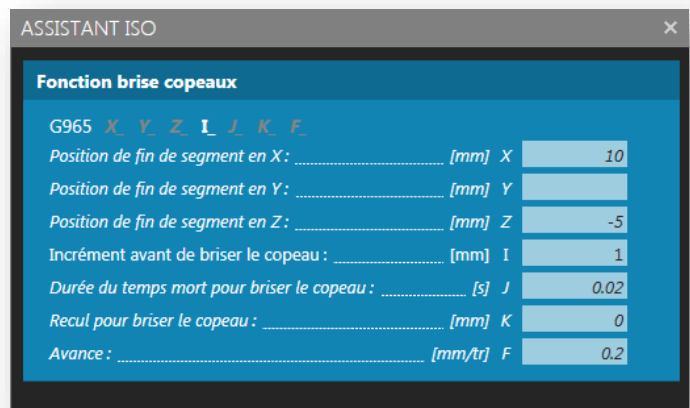 ASSISTANT ISO ×
Fonction brise copeaux
G965 X_ Y_ Z_ I_ J_ K_ F_
Position de fin de segment en X : [mm] X 10
Position de fin de segment en Y : [mm] Y
Position de fin de segment en Z : [mm] Z -5
Incrément avant de briser le copeau : [mm] I 1
Durée du temps mort pour briser le copeau : [s] J 0.02
Recul pour briser le copeau : [mm] K 0
Avance : [mm/tr] F 0.2